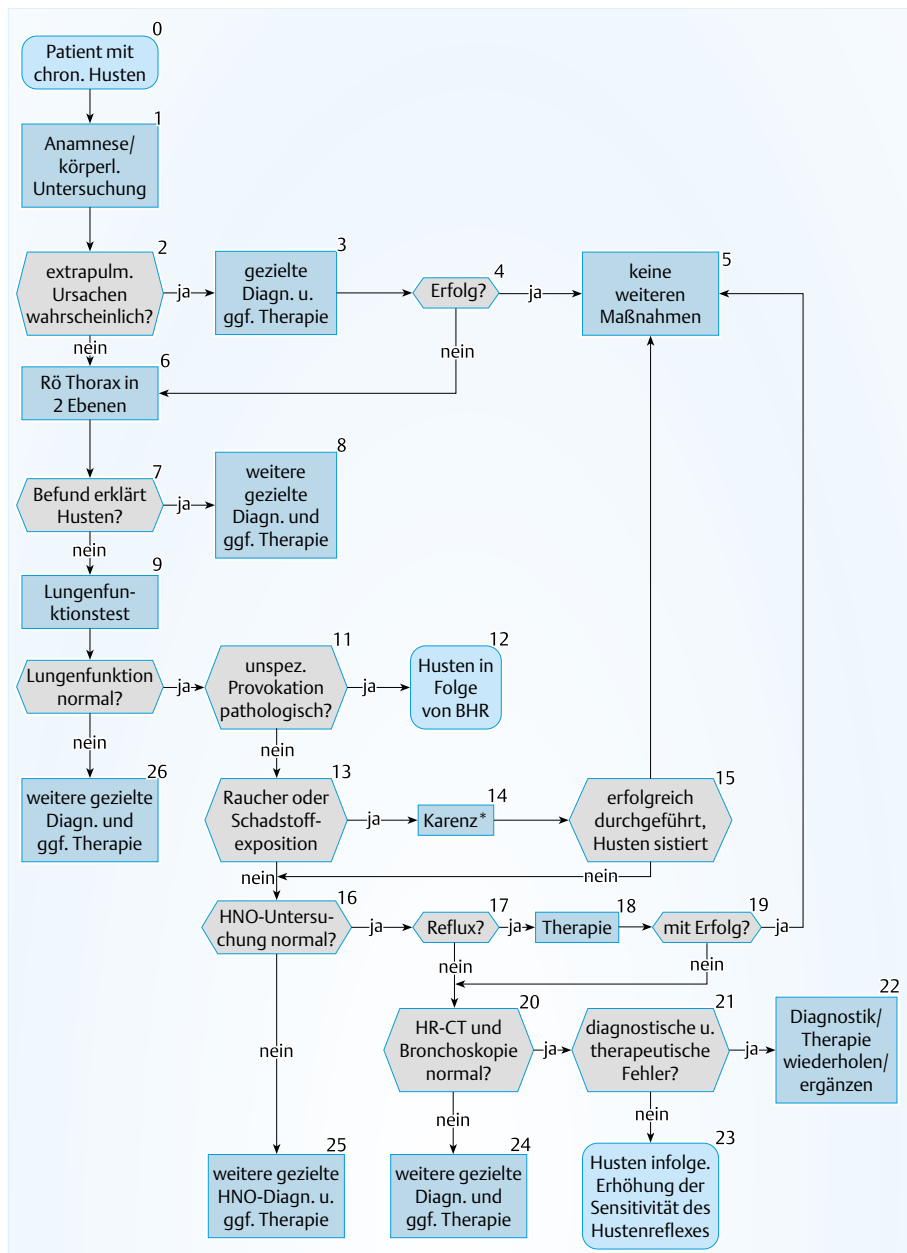 0
Patient mit
chron. Husten
1
Anamnese/
körperl.
Untersuchung
2
extrapulm.
Ursachen
wahrscheinlich?
ja
nein
3
gezielte
Diagn. u.
ggf. Therapie
4
Erfolg?
ja
nein
5
keine
weiteren
Maßnahmen
6
Rö Thorax in
2 Ebenen
7
Befund erklärt
Husten?
ja
nein
8
weitere
gezielte
Diagn. und
ggf. Therapie
9
Lungenfun-
ktionstest
Lungenfunktion
normal?
ja
nein
11
unspez.
Provokation
pathologisch?
ja
nein
12
Husten in
Folge
von BHR
26
weitere gezielte
Diagn. und
ggf. Therapie
13
Raucher oder
Schadstoff-
exposition
ja
nein
14
Karenz*
15
erfolgreich
durchgeführt,
Husten sistiert
nein
16
HNO-Untersu-
chung normal?
ja
nein
17
Reflux?
ja
nein
18
Therapie
19
mit Erfolg?
ja
nein
20
HR-CT und
Bronchoskopie
normal?
ja
nein
21
diagnostische u.
therapeutische
Fehler?
ja
nein
22
Diagnostik/
Therapie
wiederholen/
ergänzen
25
weitere gezielte
HNO-Diagn. u.
ggf. Therapie
24
weitere gezielte
Diagn. und
ggf. Therapie
23
Husten infolge.
Erhöhung der
Sensitivität des
Hustenreflexes